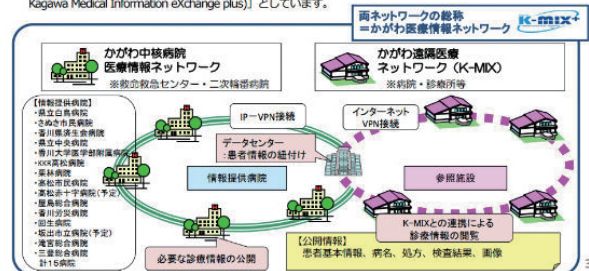 Kagawa Medical Information eXchange plus)』としています。
両ネットワークの総称
=かがわ医療情報ネットワーク
K-MIX+
かがわ中核病院
医療情報ネットワーク
※救命救急センター・二次輪番病院
かがわ遠隔医療
ネットワーク（K-MIX）
※病院・診療所等
【情報提供病院】
・県立白鳥病院
・さぬき市民病院
・香川県済生会病院
・県立中央病院
・香川大学医学部附属病院
・KKR高松病院
・栗林病院
・高松市民病院
・高松赤十字病院(予定)
・屋島総合病院
・香川労災病院
・回生病院
・坂出市立病院(予定)
・滝宮総合病院
・三豊総合病院
計15病院
IP－VPN接続
インターネット
VPN接続
データセンター
：患者情報の紐付け
情報提供病院
参照施設
K-MIXとの連携による
診療情報の閲覧
必要な診療情報の公開
【公開情報】
患者基本情報、病名、処方、検査結果、画像